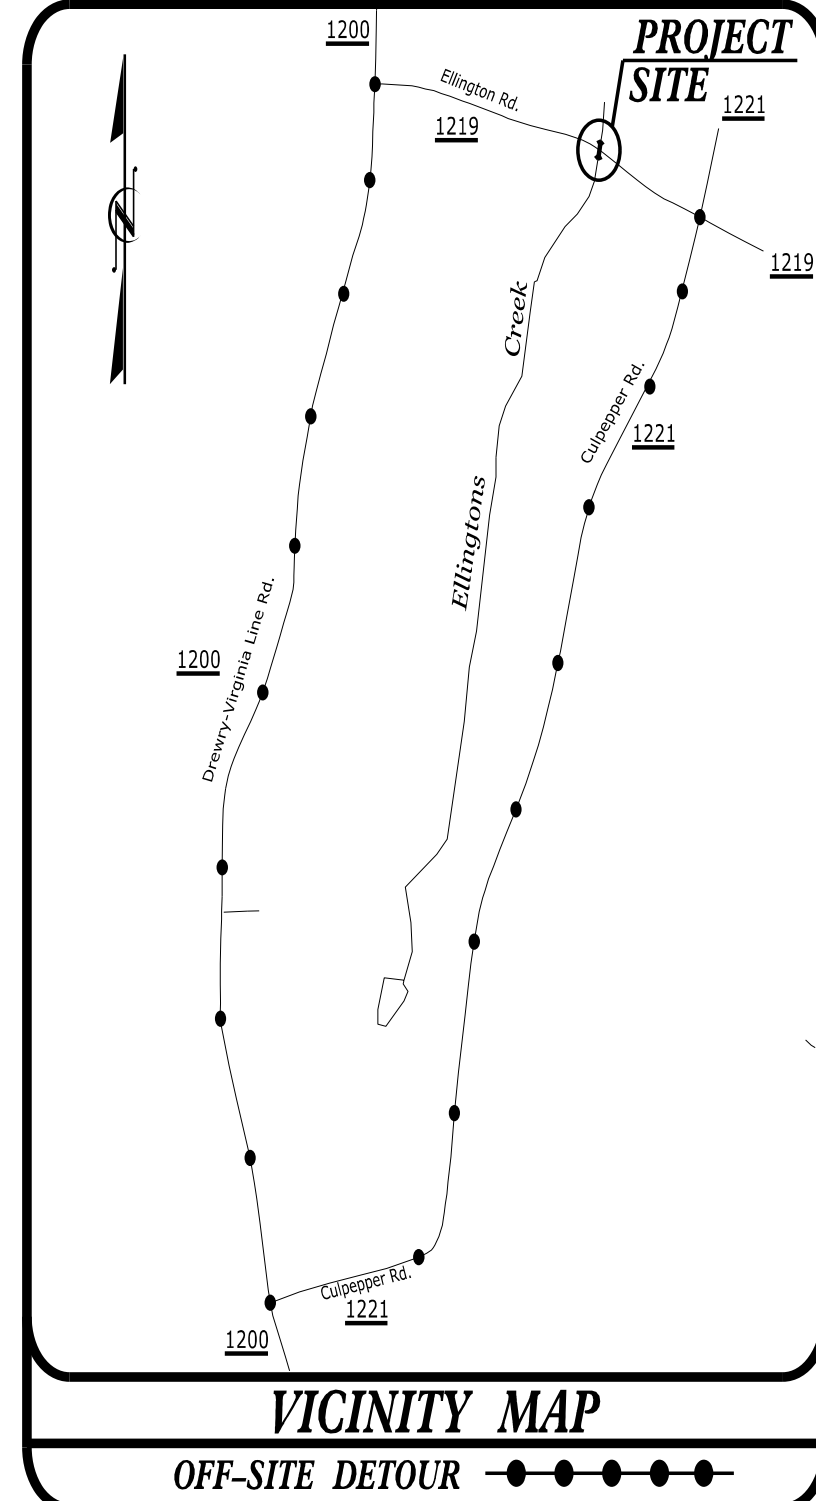 1200
PROJECT
SITE
Ellington Rd.
1219
1221
1
N
1219
Creek
Culpepper Rd.
1221
Ellingtons
Drewry-Virginia Line Rd.
1200
Culpepper Rd.
1221
1200
VICINITY MAP
OFF-SITE DETOUR